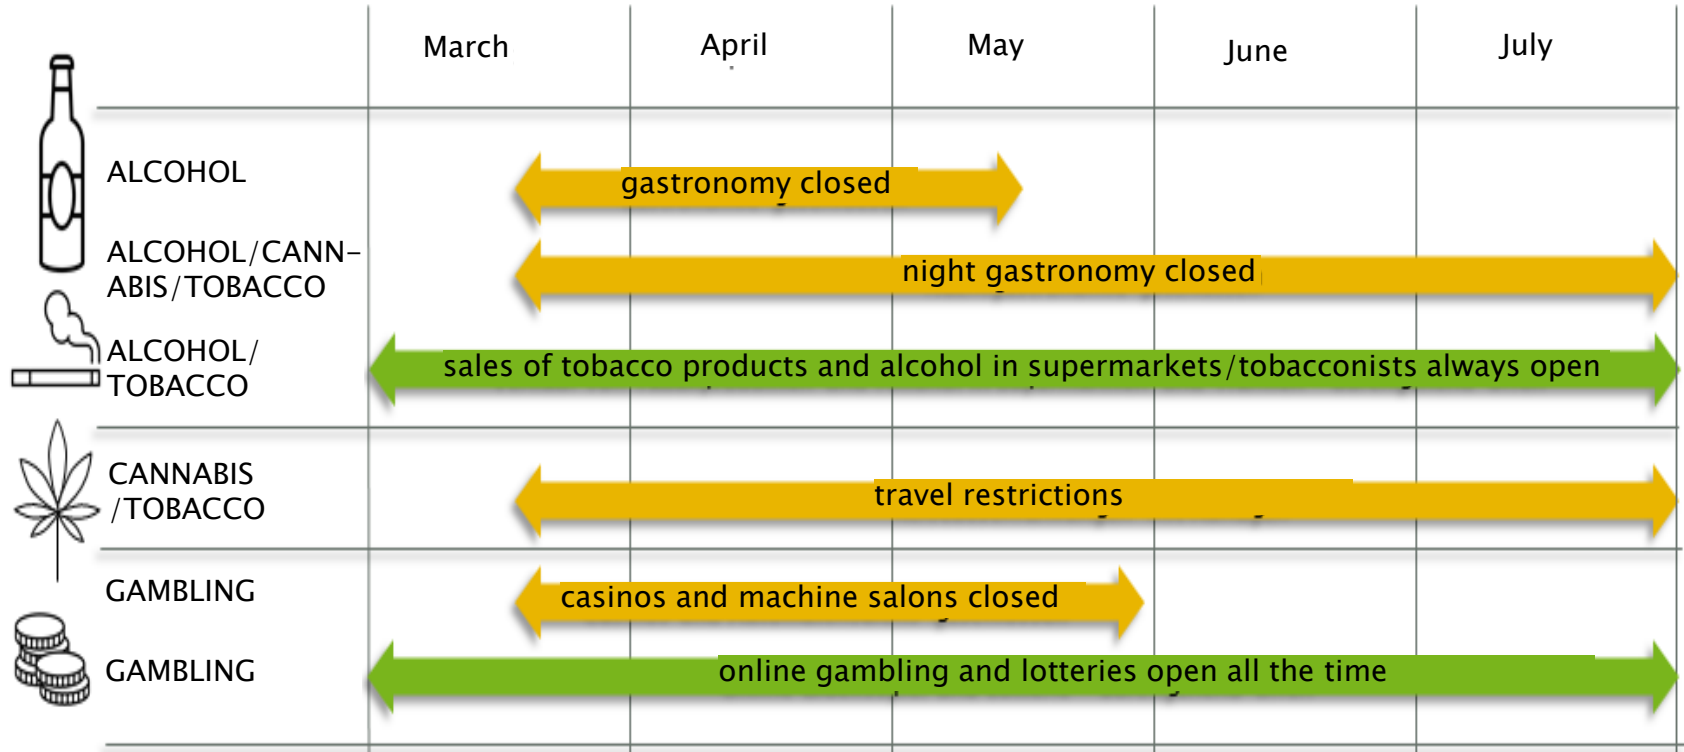 March April May June July
ALCOHOL
gastronomy closed
ALCOHOL/CANN-
ABIS/TOBACCO
night gastronomy closed
ALCOHOL/
TOBACCO
sales of tobacco products and alcohol in supermarkets/tobacconists always open
CANNABIS
/TOBACCO
travel restrictions
GAMBLING
casinos and machine salons closed
GAMBLING
online gambling and lotteries open all the time